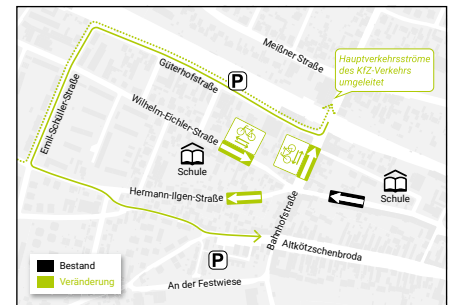 Meißner Straße
Hauptverkehrsströme
des KfZ-Verkehrs
umgeleitet
Güterhofstraße
P
Emil-Schüller-Straße
Wilhelm-Eichler-Straße
Schule
Schule
Hermann-Ilgen-Straße
Bahnhofstraße
Altkötzschenbroda
P
An der Festwiese
Bestand
Veränderung